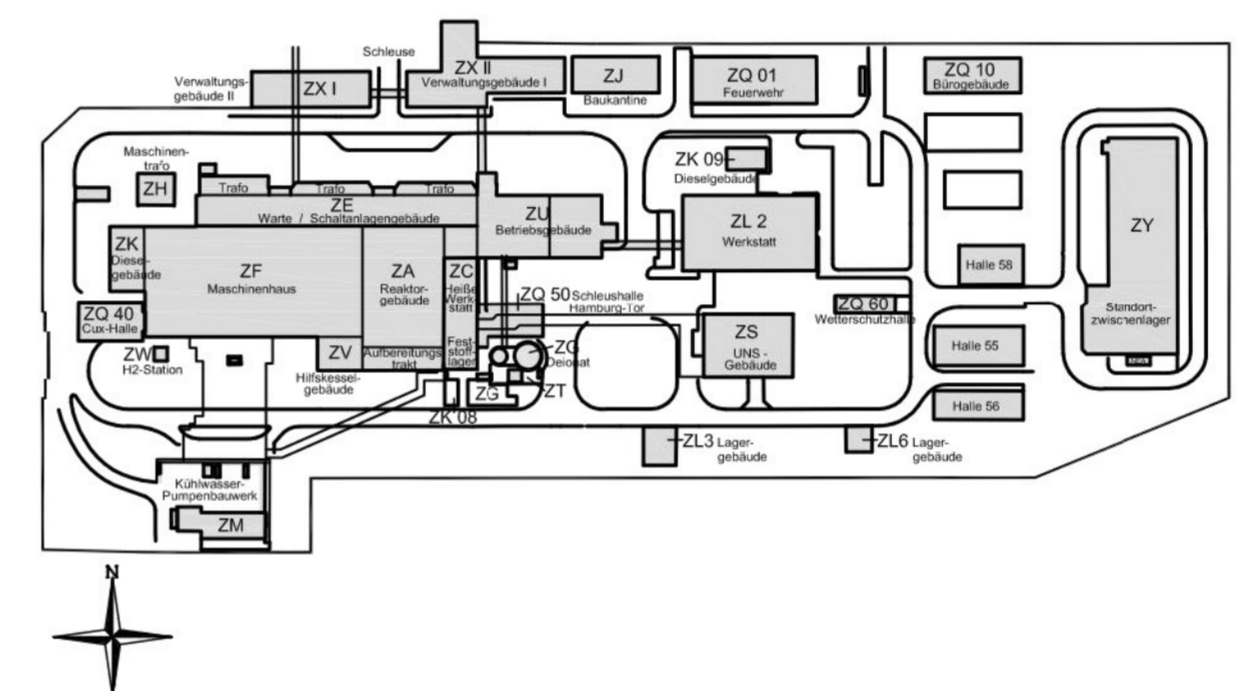 Schleuse
Verwaltungs-
gebäude II
ZX I
ZX II
Verwaltungsgebäude I
ZJ
Baukantine
ZQ 01
Feuerwehr
ZQ 10
Bürogebäude
Maschinen-
trafo
ZH
Trafo
Trafo
Trafo
ZE
Warte / Schaltanlagengebäude
ZU
Betriebsgebäude
ZK 09
Dieselgebäude
ZL 2
Werkstatt
ZY
Standort-
zwischenlager
ZK
Diesel-
gebäude
ZF
Maschinenhaus
ZA
Reaktor-
gebäude
ZC
Heiße
Werk-
statt
Halle 58
ZQ 50 Schleushalle
Hamburg-Tor
ZQ 60
Wetterschutzhalle
ZQ 40
Cux-Halle
ZS
UNS -
Gebäude
Halle 55
ZW
H2-Station
ZV
Hilfskessel-
gebäude
Aufbereitungs
trakt
Fest-
stoff-
lager
ZG
Deionat
ZG
ZT
ZK 08
Halle 56
ZL3 Lager-
gebäude
ZL6 Lager-
gebäude
Kühlwasser-
Pumpenbauwerk
ZM
N